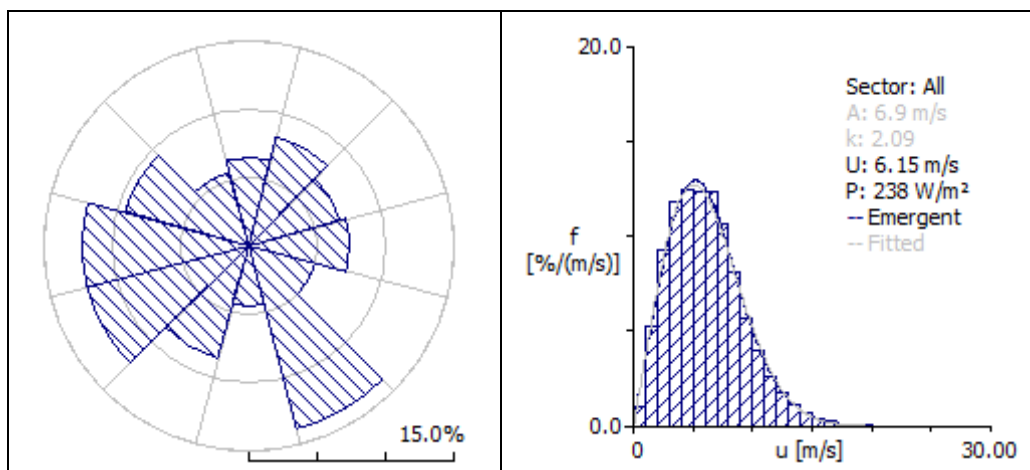 15.0%
20.0
Sector: All
A: 6.9 m/s
k: 2.09
U: 6.15 m/s
P: 238 W/m²
-- Emergent
-- Fitted
f
[%/(m/s)]
0.0
0
u [m/s]
30.00